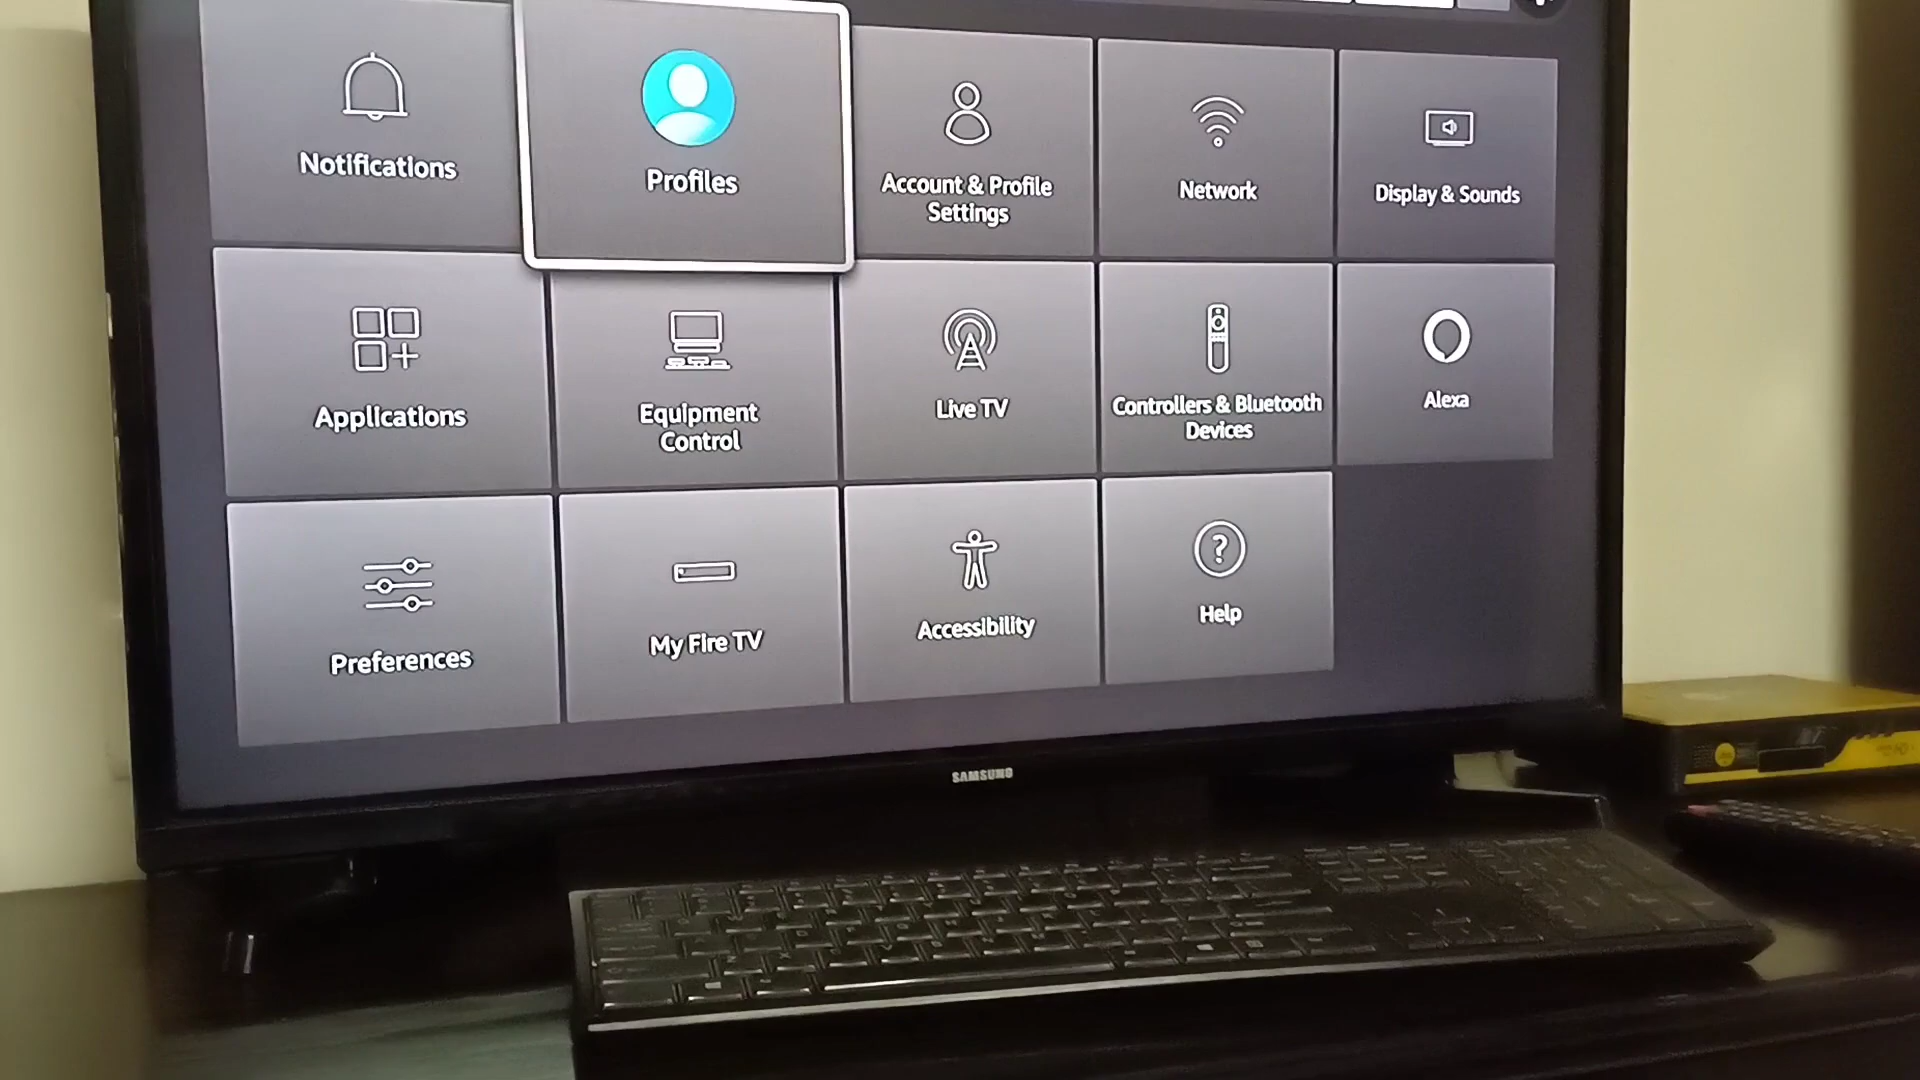 Notifications
Profiles
Account & Profile
Settings
Network
Display & Sounds
Applications
Equipment
Control
Live TV
Controllers & Bluetooth
Devices
Alexa
Preferences
My Fire TV
Accessibility
Help
SAMSUNG